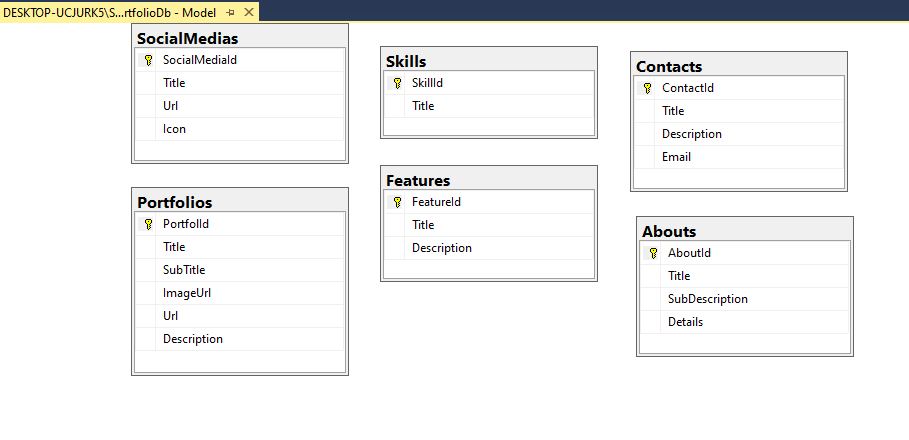 DESKTOP-UCJURK5\S...rtfolioDb - Model
SocialMedias
SocialMediaId
Title
Url
Icon
Skills
SkillId
Title
Contacts
ContactId
Title
Description
Email
Portfolios
PortfolId
Title
SubTitle
ImageUrl
Url
Description
Features
FeatureId
Title
Description
Abouts
AboutId
Title
SubDescription
Details